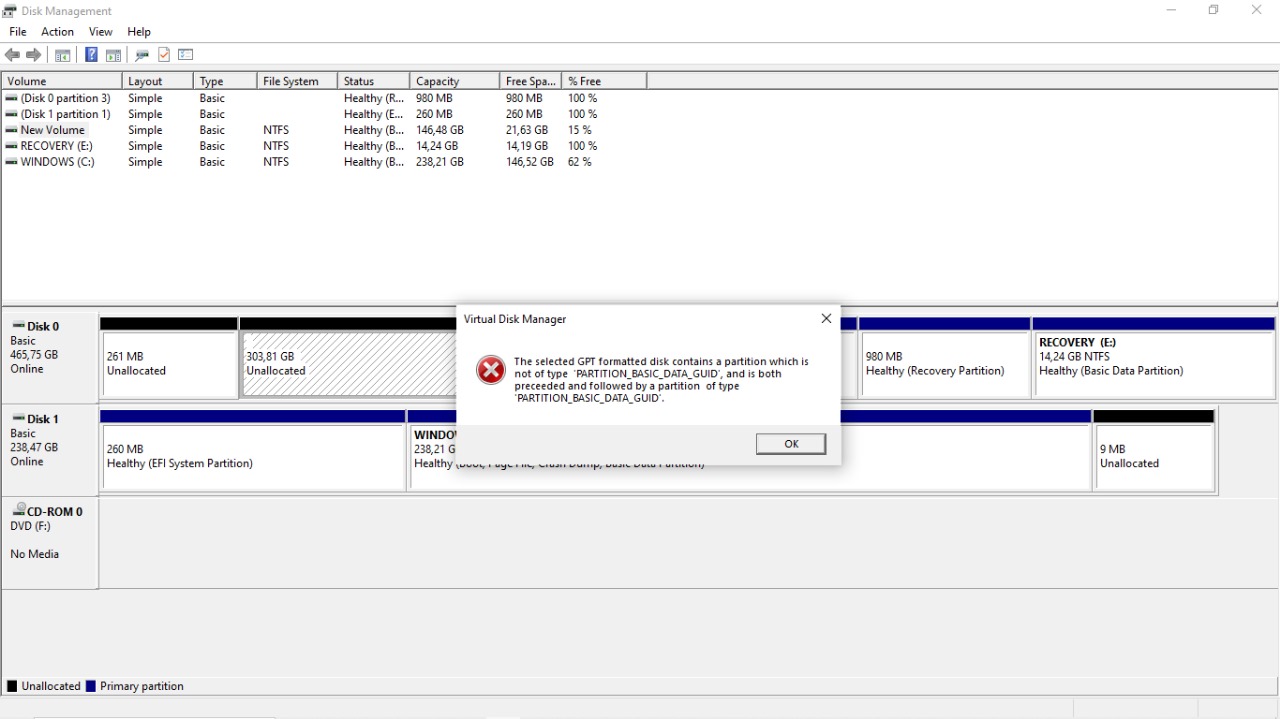 Disk Management
File Action View Help
Volume Layout Type File System Status Capacity Free Spa... % Free
(Disk 0 partition 3) Simple Basic Healthy (R... 980 MB 980 MB 100 %
(Disk 1 partition 1) Simple Basic Healthy (E... 260 MB 260 MB 100 %
New Volume Simple Basic NTFS Healthy (B... 146,48 GB 21,63 GB 15 %
RECOVERY (E:) Simple Basic NTFS Healthy (B... 14,24 GB 14,19 GB 100 %
WINDOWS (C:) Simple Basic NTFS Healthy (B... 238,21 GB 146,52 GB 62 %
Disk 0
Basic
465,75 GB
Online
261 MB
Unallocated
303,81 GB
Unallocated
980 MB
Healthy (Recovery Partition)
RECOVERY (E:)
14,24 GB NTFS
Healthy (Basic Data Partition)
Virtual Disk Manager
The selected GPT formatted disk contains a partition which is
not of type 'PARTITION_BASIC_DATA_GUID', and is both
preceeded and followed by a partition of type
'PARTITION_BASIC_DATA_GUID'.
OK
Disk 1
Basic
238,47 GB
Online
260 MB
Healthy (EFI System Partition)
WINDO
238,21 G
Healthy (Boot, Page File, Crash Dump, Basic Data Partition)
9 MB
Unallocated
CD-ROM 0
DVD (F:)
No Media
Unallocated Primary partition